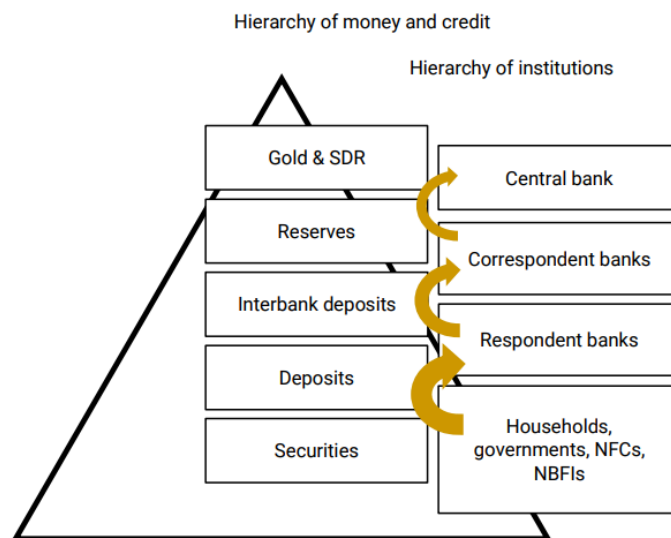 Hierarchy of money and credit
Hierarchy of institutions
Gold & SDR
Reserves
Interbank deposits
Deposits
Securities
Central bank
Correspondent banks
Respondent banks
Households,
governments, NFCs,
NBFIs